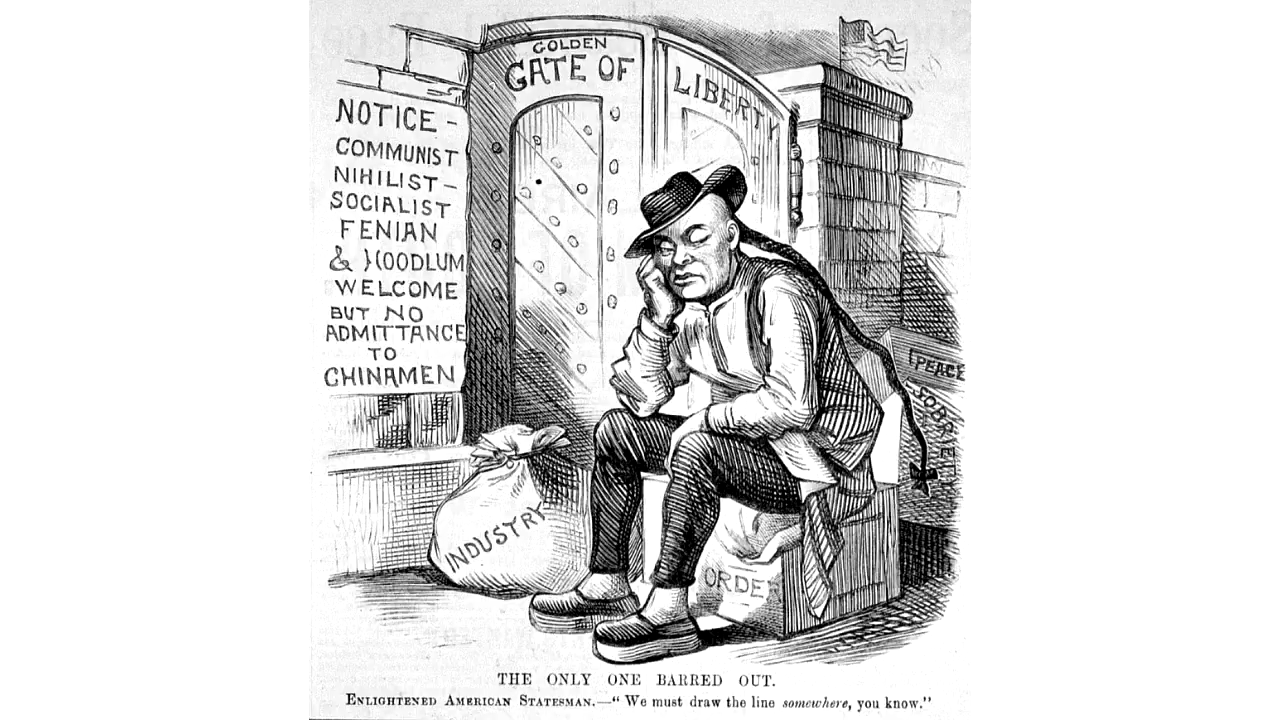 GOLDEN
GATE OF
LIBERTY
NOTICE -
COMMUNIST
NIHILIST -
SOCIALIST
FENIAN
& HOODLUM
WELCOME
BUT NO
ADMITTANCE
TO
CHINAMEN
PEACE
SOBRIETY
INDUSTRY
ORDE
THE ONLY ONE BARRED OUT.
ENLIGHTENED AMERICAN STATESMAN.—“ We must draw the line somewhere, you know.”